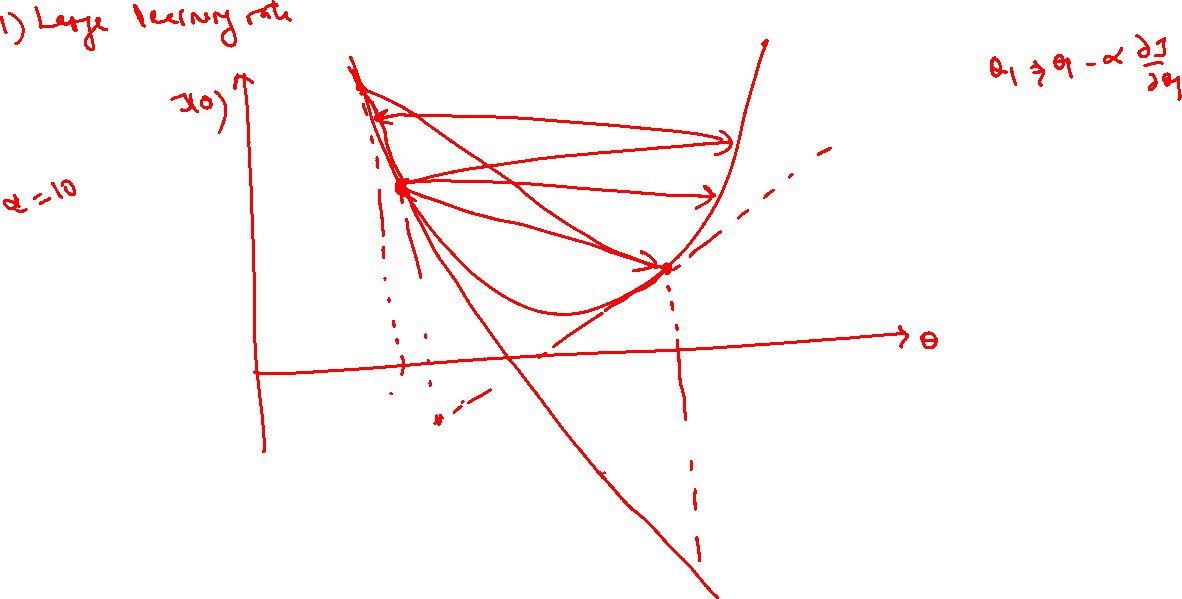 1) Large learning rate
J(θ)
θ₁ → θ₁ - α ∂J/∂θ₁
α = 10
θ